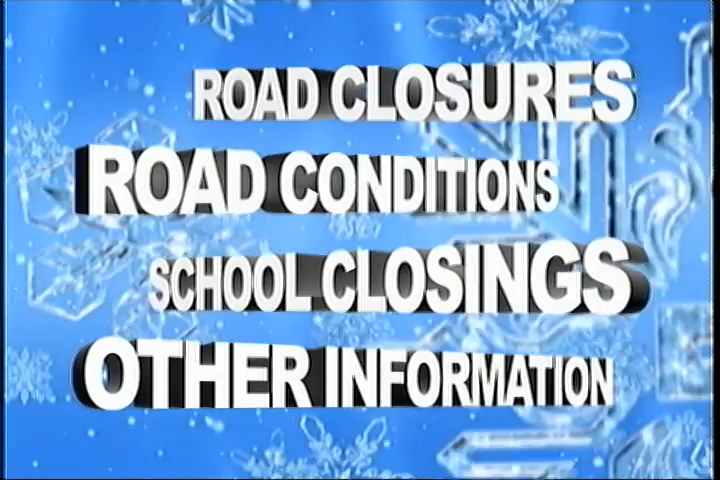 ROAD CLOSURES
ROAD CONDITIONS
SCHOOL CLOSINGS
OTHER INFORMATION